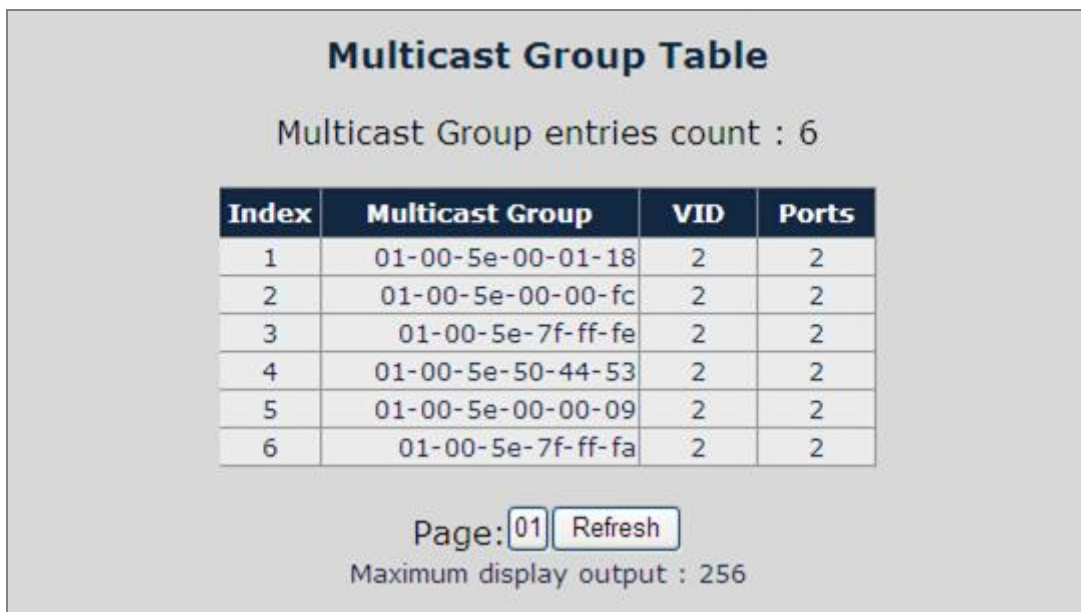 Multicast Group Table
Multicast Group entries count : 6
Index Multicast Group VID Ports
1 01-00-5e-00-01-18 2 2
2 01-00-5e-00-00-fc 2 2
3 01-00-5e-7f-ff-fe 2 2
4 01-00-5e-50-44-53 2 2
5 01-00-5e-00-00-09 2 2
6 01-00-5e-7f-ff-fa 2 2
Page: 01 Refresh
Maximum display output : 256